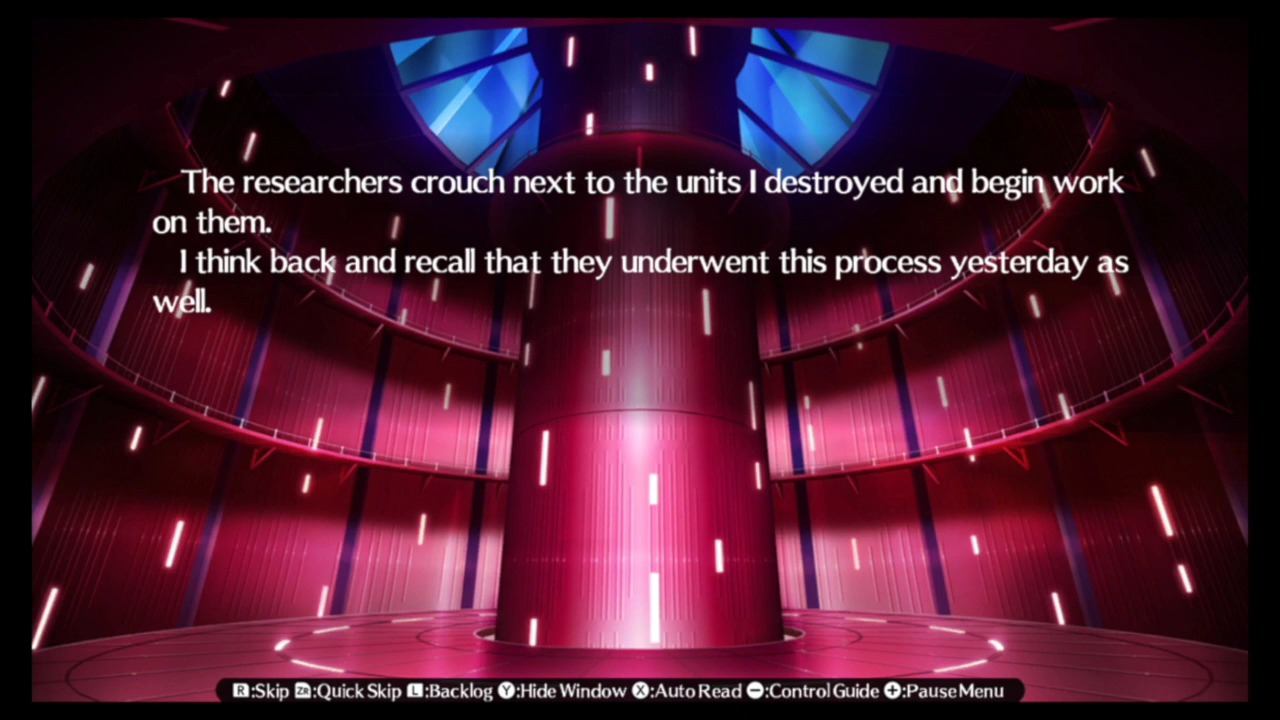 The researchers crouch next to the units I destroyed and begin work
on them.
I think back and recall that they underwent this process yesterday as
well.
R:Skip ZR:Quick Skip L:Backlog Y:Hide Window X:Auto Read −:Control Guide +:Pause Menu